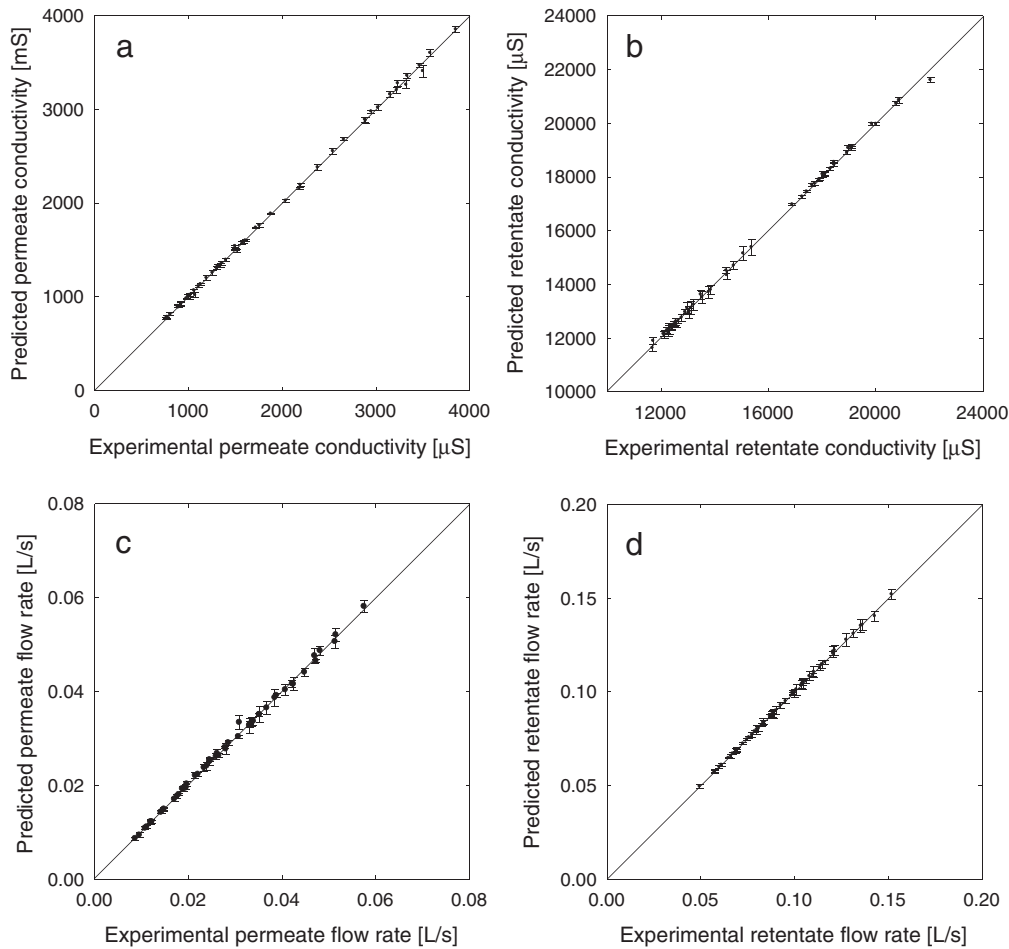 a
Predicted permeate conductivity [mS]
4000
3000
2000
1000
0
0 1000 2000 3000 4000
Experimental permeate conductivity [μS]
b
Predicted retentate conductivity [μS]
24000
22000
20000
18000
16000
14000
12000
10000
12000 16000 20000 24000
Experimental retentate conductivity [μS]
c
Predicted permeate flow rate [L/s]
0.08
0.06
0.04
0.02
0.00
0.00 0.02 0.04 0.06 0.08
Experimental permeate flow rate [L/s]
d
Predicted retentate flow rate [L/s]
0.20
0.15
0.10
0.05
0.00
0.00 0.05 0.10 0.15 0.20
Experimental retentate flow rate [L/s]